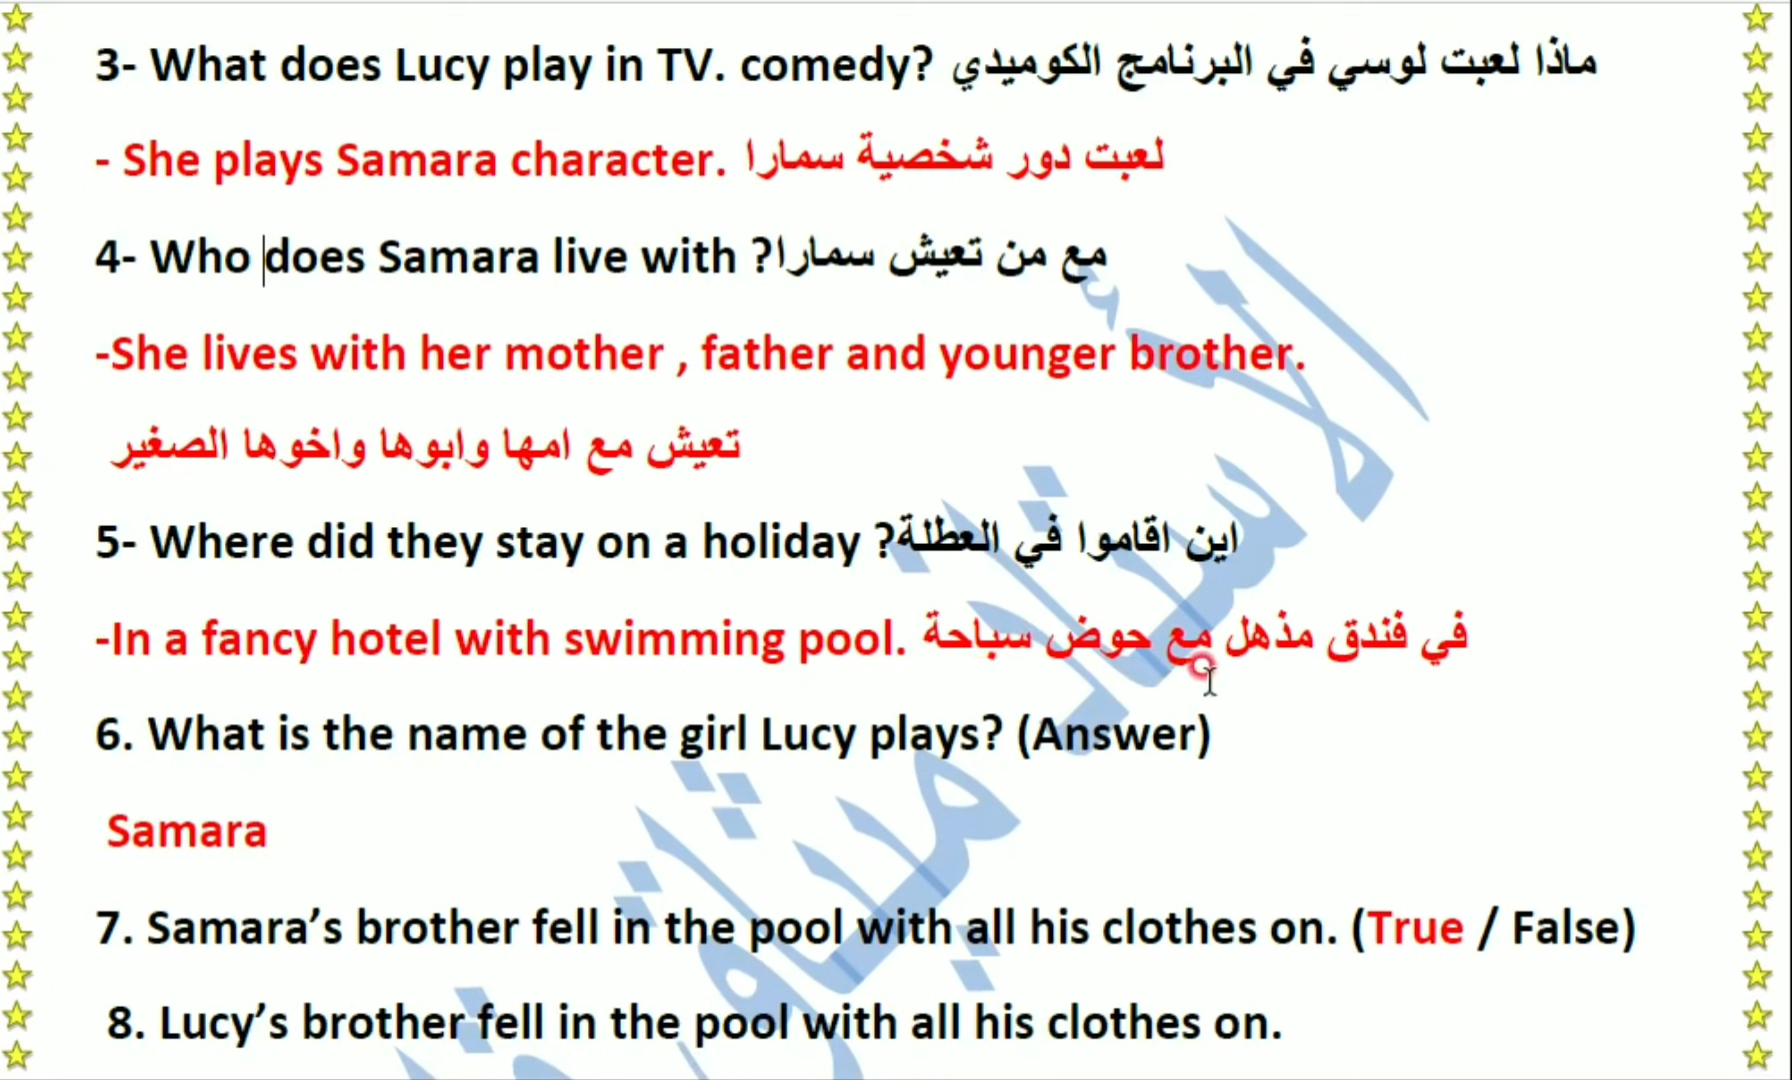 3- What does Lucy play in TV. comedy? ماذا لعبت لوسي في البرنامج الكوميدي
- She plays Samara character. لعبت دور شخصية سمارا
4- Who does Samara live with ?مع من تعيش سمارا
-She lives with her mother , father and younger brother.
تعيش مع امها وابوها واخوها الصغير
5- Where did they stay on a holiday ?اين اقاموا في العطلة
-In a fancy hotel with swimming pool. في فندق مذهل مع حوض سباحة
6. What is the name of the girl Lucy plays? (Answer)
Samara
7. Samara’s brother fell in the pool with all his clothes on. (True / False)
8. Lucy’s brother fell in the pool with all his clothes on.
الأستاذ